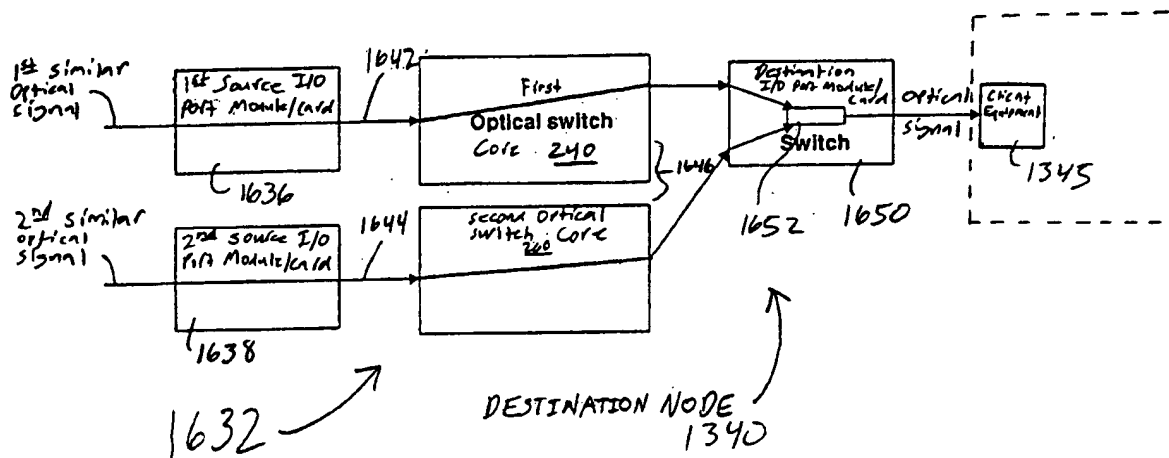 1st similar
optical
signal
1st Source I/O
Port Module/card
1636
1642
First
Optical switch
Core 240
1646
Destination
I/O Port Module/
Card
Switch
1652
1650
Optical
signal
Client
Equipment
1345
2nd similar
optical
signal
2nd source I/O
Port Module/card
1638
1644
second optical
switch Core
240
1632
DESTINATION NODE
1340